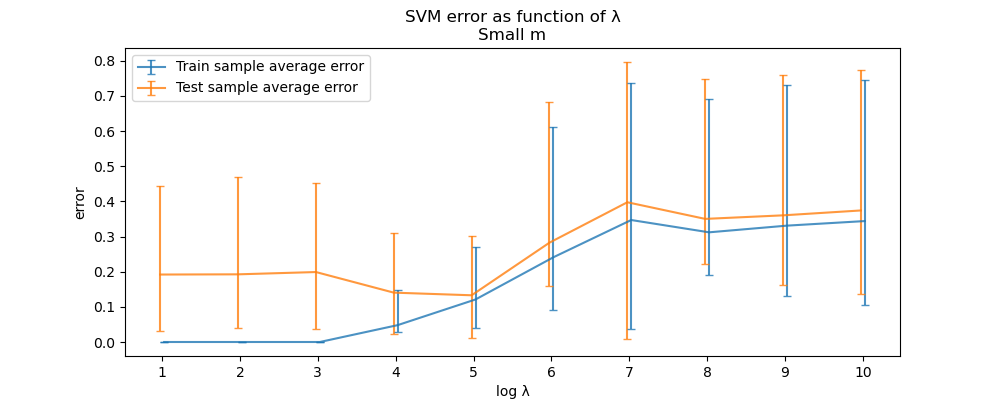 SVM error as function of λ
Small m
Train sample average error
Test sample average error
0.8
0.7
0.6
0.5
0.4
0.3
0.2
0.1
0.0
error
1 2 3 4 5 6 7 8 9 10
log λ